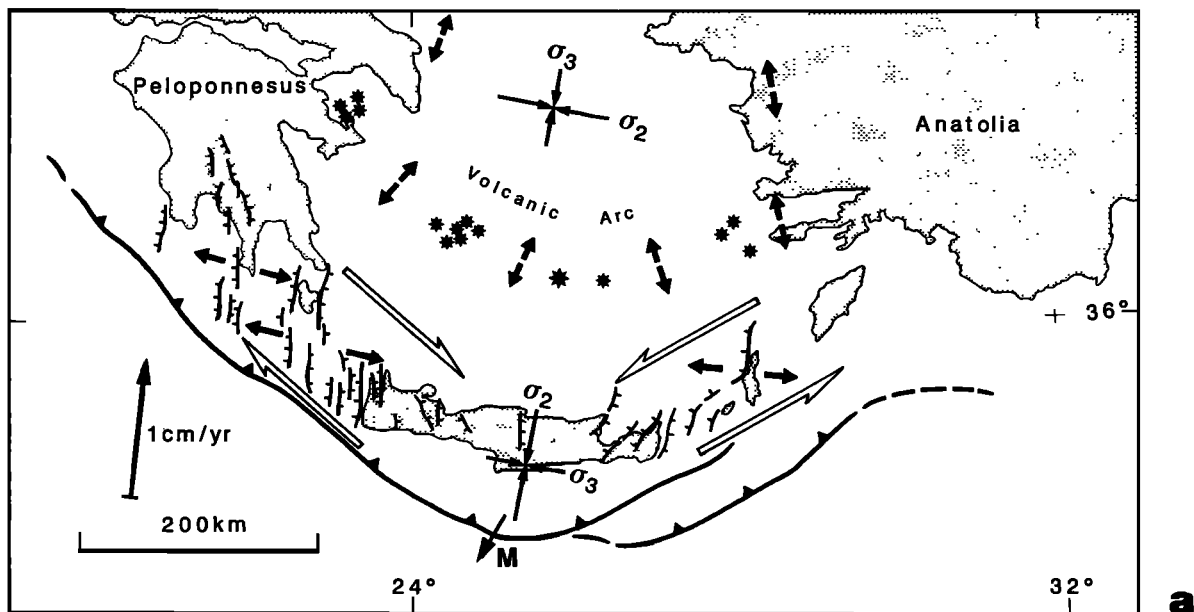 σ3
Peloponnesus
σ2
Anatolia
Volcanic Arc
36°
σ2
1cm/yr
σ3
200km
M
24°
32°
a